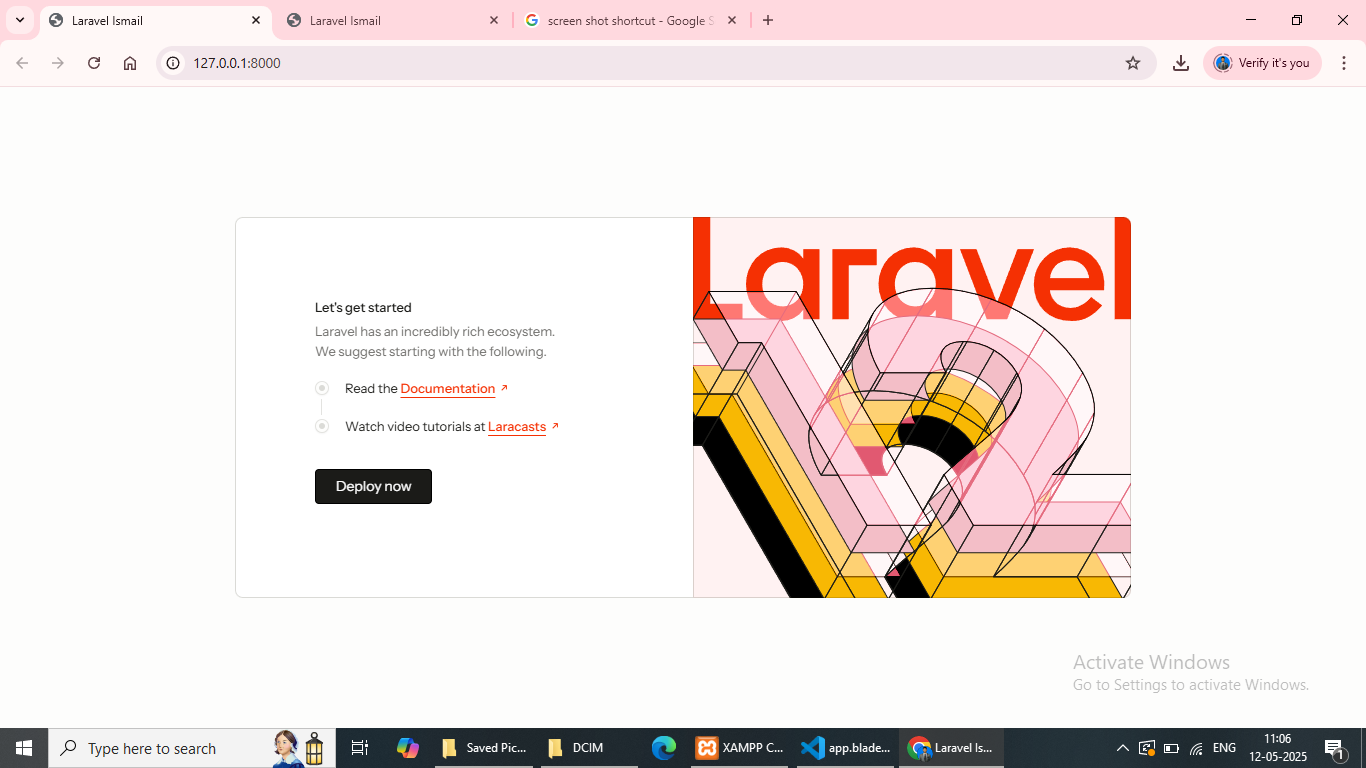 Laravel Ismail
Laravel Ismail
screen shot shortcut - Google S
127.0.0.1:8000
Verify it's you
Laravel
Let's get started
Laravel has an incredibly rich ecosystem.
We suggest starting with the following.
Read the Documentation
Watch video tutorials at Laracasts
Deploy now
Activate Windows
Go to Settings to activate Windows.
Type here to search
Saved Pic...
DCIM
XAMPP C...
app.blade...
Laravel Is...
ENG
11:06
12-05-2025
1